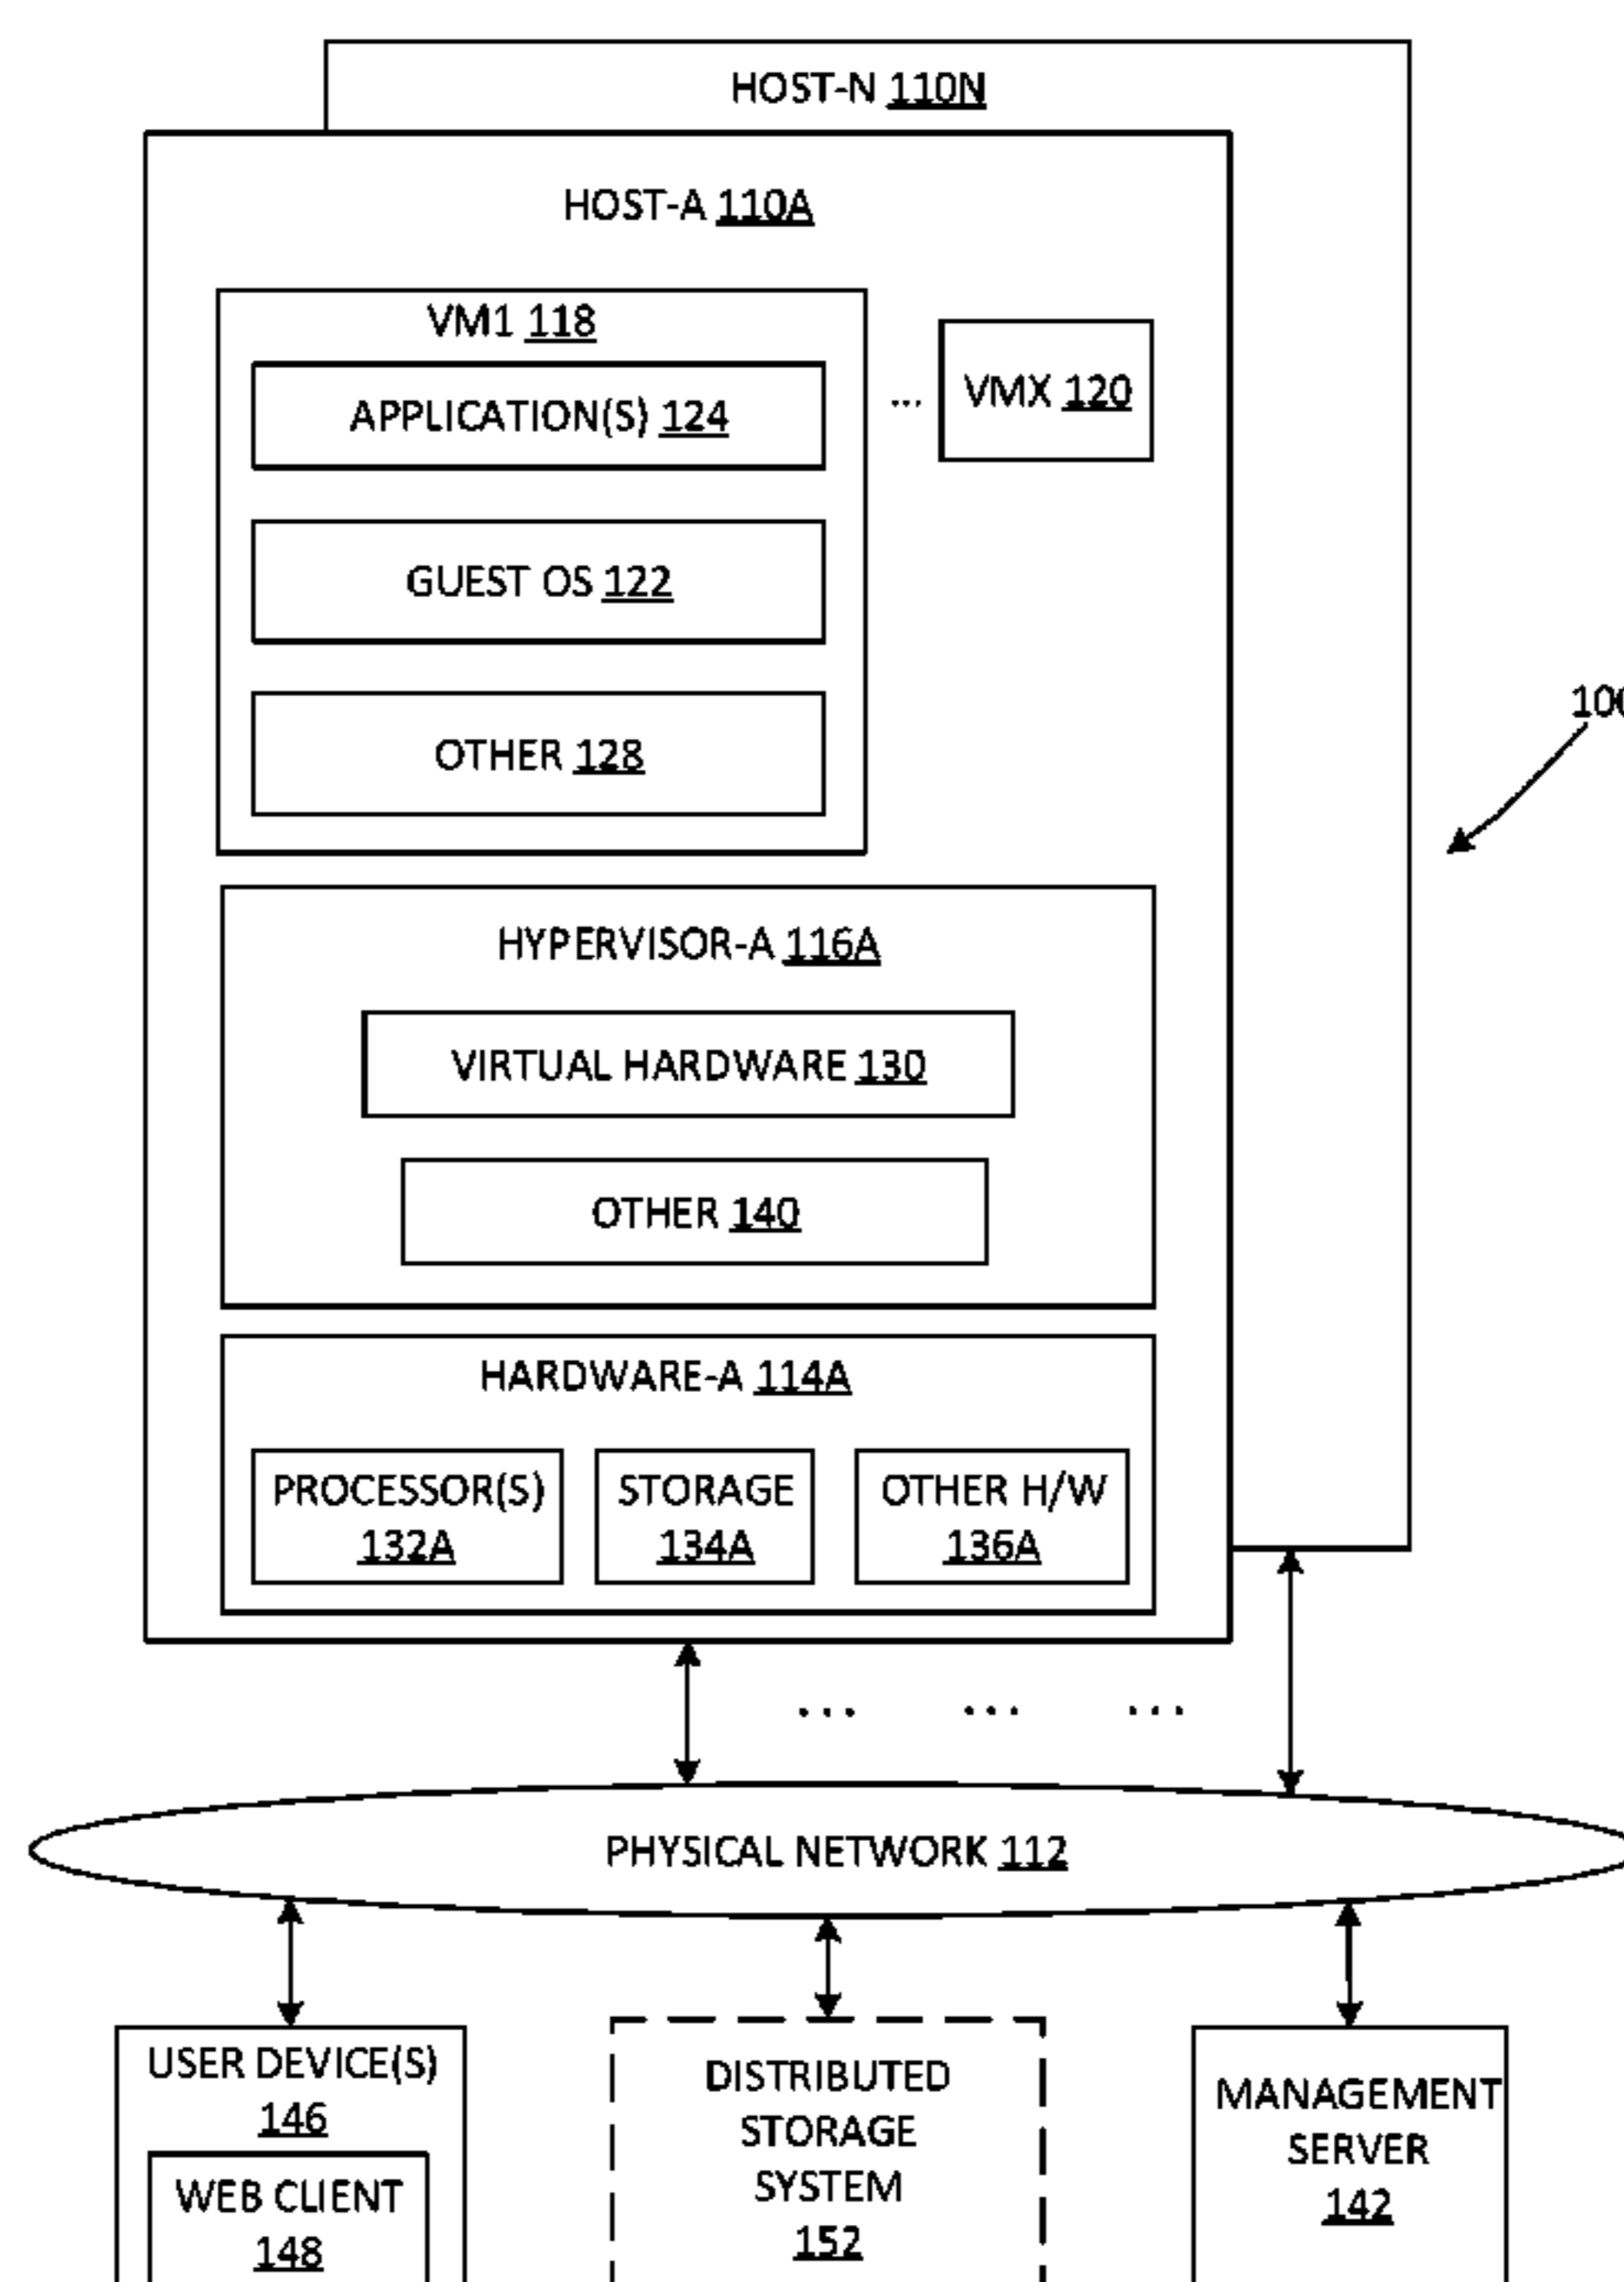 HOST-N 110N
HOST-A 110A
VM1 118
APPLICATION(S) 124
... VMX 120
GUEST OS 122
OTHER 128
HYPERVISOR-A 116A
VIRTUAL HARDWARE 130
OTHER 140
HARDWARE-A 114A
PROCESSOR(S)
132A
STORAGE
134A
OTHER H/W
136A
... ... ...
PHYSICAL NETWORK 112
USER DEVICE(S)
146
WEB CLIENT
148
DISTRIBUTED
STORAGE
SYSTEM
152
MANAGEMENT
SERVER
142